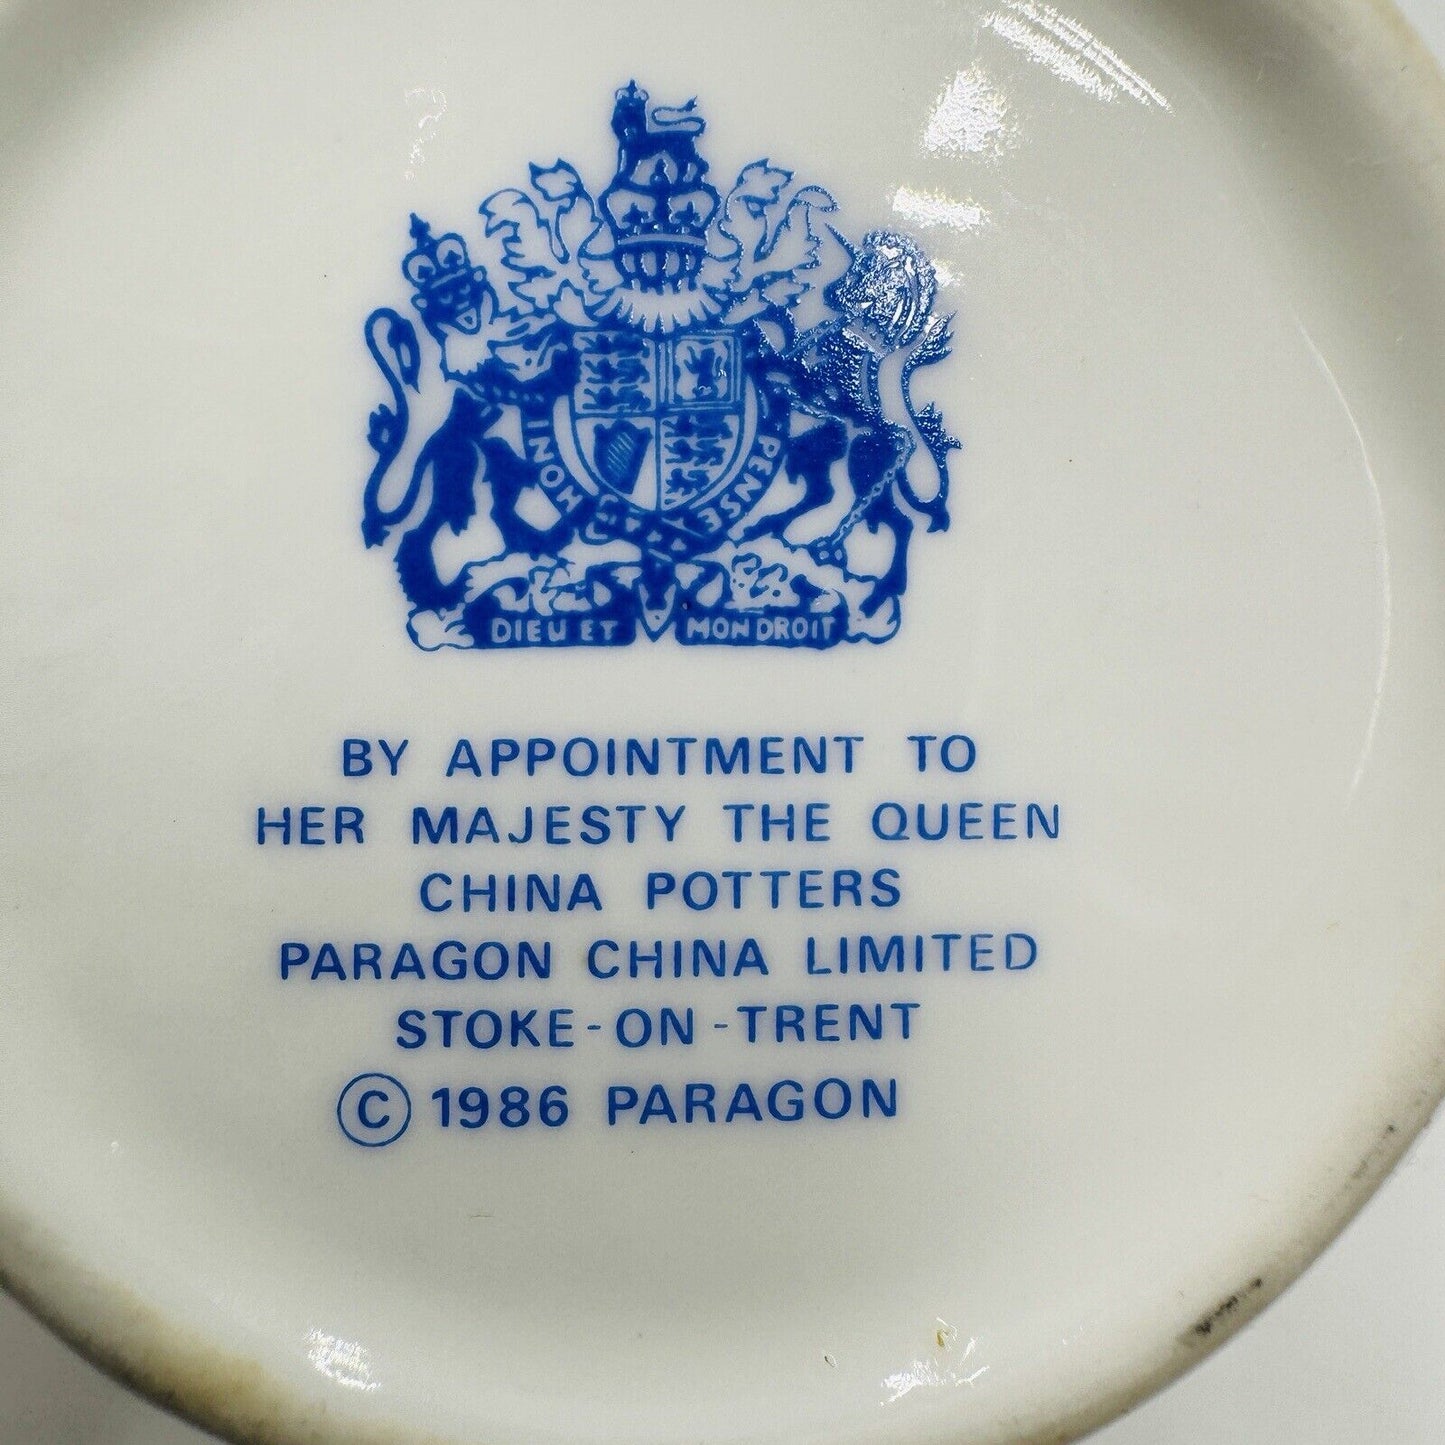 HONI
PENSE
DIEU ET MON DROIT
BY APPOINTMENT TO
HER MAJESTY THE QUEEN
CHINA POTTERS
PARAGON CHINA LIMITED
STOKE-ON-TRENT
© 1986 PARAGON